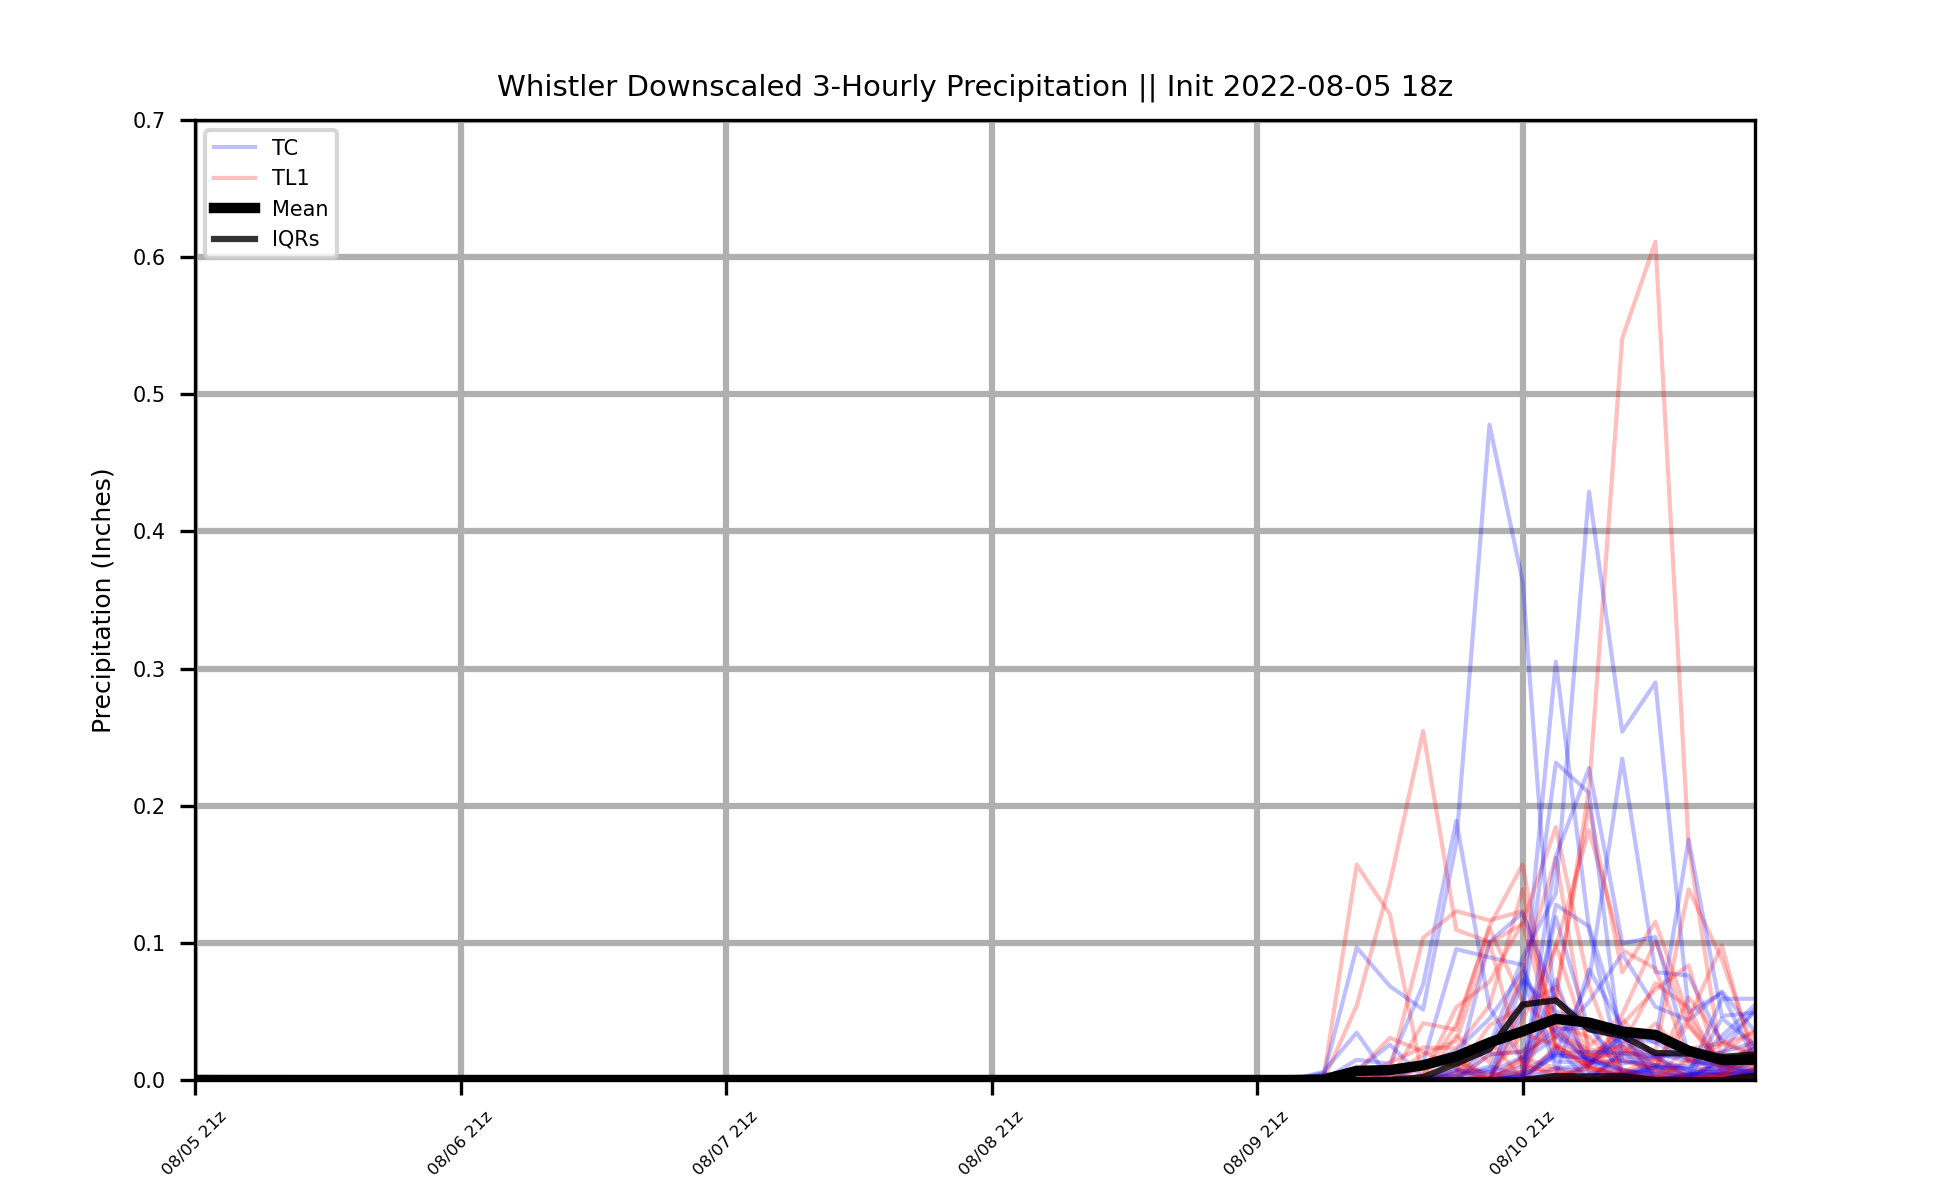 Whistler Downscaled 3-Hourly Precipitation || Init 2022-08-05 18z
Precipitation (Inches)
0.7
0.6
0.5
0.4
0.3
0.2
0.1
0.0
TC
TL1
Mean
IQRs
08/05 21z
08/06 21z
08/07 21z
08/08 21z
08/09 21z
08/10 21z